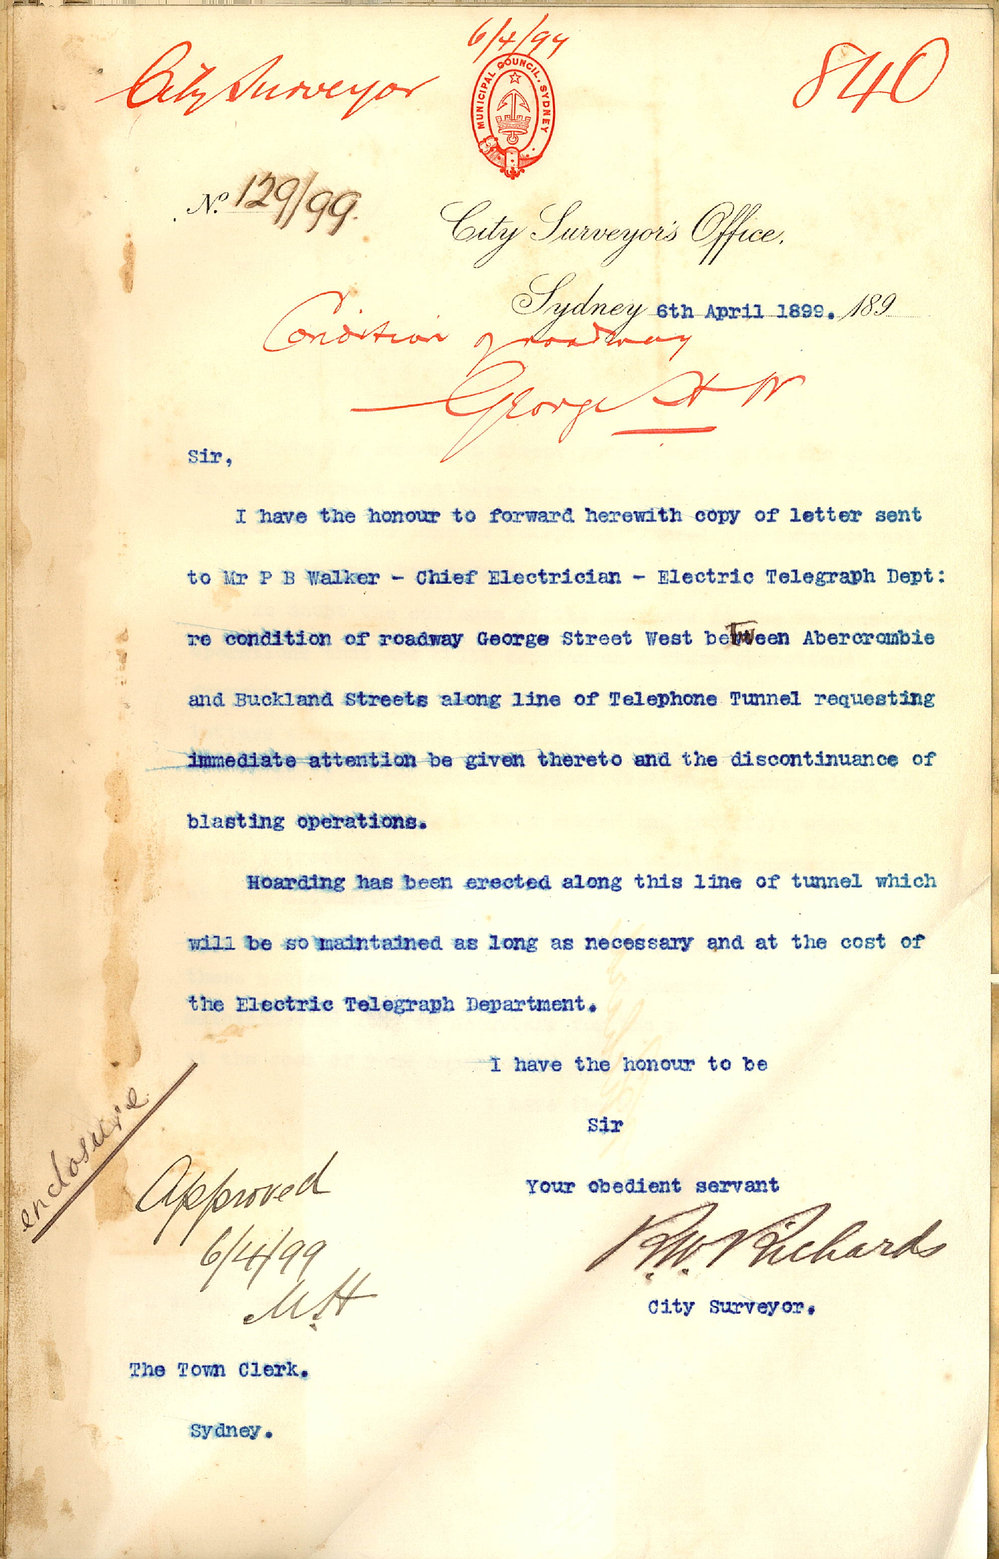 6/4/99
City Surveyor
840
MUNICIPAL COUNCIL. SYDNEY
No. 129/99.
City Surveyor's Office.
Sydney 6th April 1899. 189
Condition of roadway
George St W
Sir,
I have the honour to forward herewith copy of letter sent
to Mr P B Walker - Chief Electrician - Electric Telegraph Dept:
re condition of roadway George Street West between Abercrombie
and Buckland Streets along line of Telephone Tunnel requesting
immediate attention be given thereto and the discontinuance of
blasting operations.
Hoarding has been erected along this line of tunnel which
will be so maintained as long as necessary and at the cost of
the Electric Telegraph Department.
I have the honour to be
Sir
Your obedient servant
R.W. Richards
City Surveyor.
enclosure
Approved
6/4/99
M.H
The Town Clerk.
Sydney.